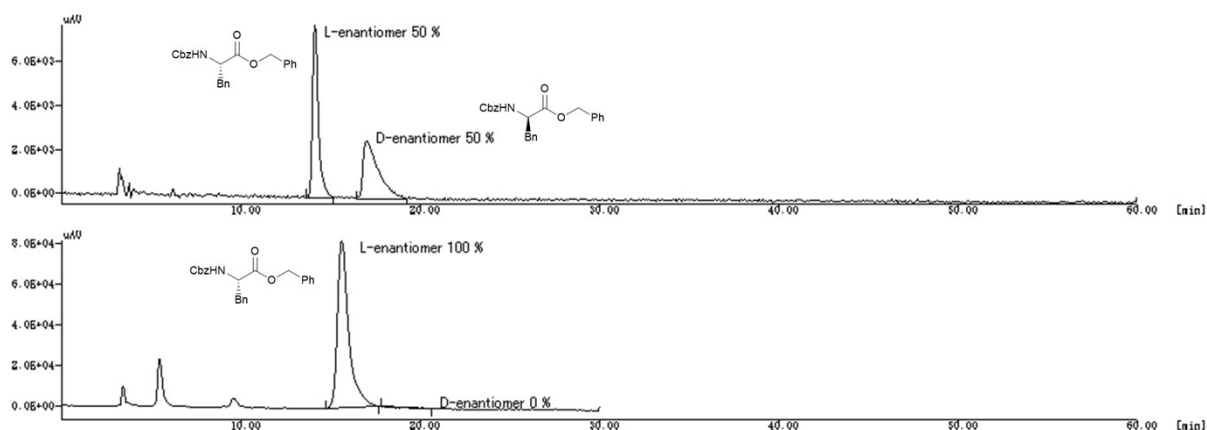 uAU
L-enantiomer 50 %
O
CbzHN
O
Ph
Bn
6.0E+03
4.0E+03
O
CbzHN
O
Ph
Bn
D-enantiomer 50 %
2.0E+03
0.0E+00
10.00 20.00 30.00 40.00 50.00 60.00 [min]
uAU
8.0E+04
L-enantiomer 100 %
O
CbzHN
O
Ph
Bn
6.0E+04
4.0E+04
2.0E+04
D-enantiomer 0 %
0.0E+00
10.00 20.00 30.00 40.00 50.00 60.00 [min]